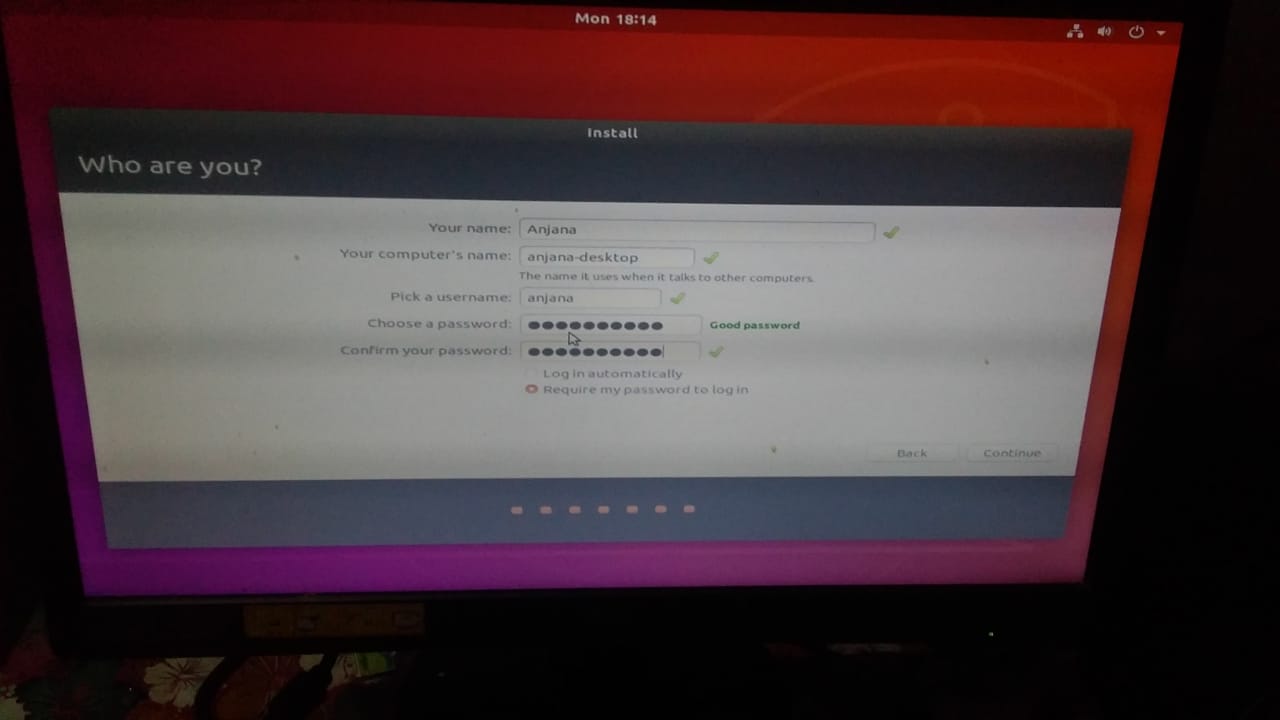 Mon 18:14
Install
Who are you?
Your name: Anjana
Your computer's name: anjana-desktop
The name it uses when it talks to other computers.
Pick a username: anjana
Choose a password: ●●●●●●●●●● Good password
Confirm your password: ●●●●●●●●●●
Log in automatically
Require my password to log in
Back Continue